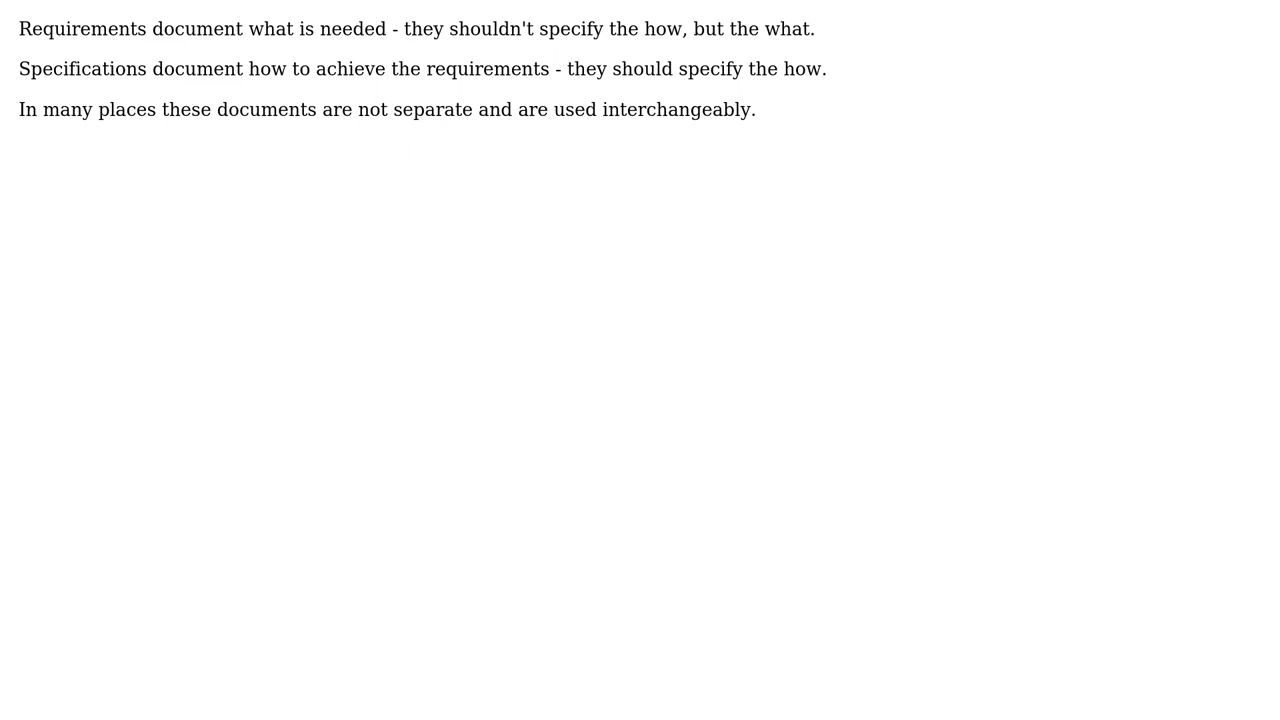 Requirements document what is needed - they shouldn't specify the how, but the what.
Specifications document how to achieve the requirements - they should specify the how.
In many places these documents are not separate and are used interchangeably.